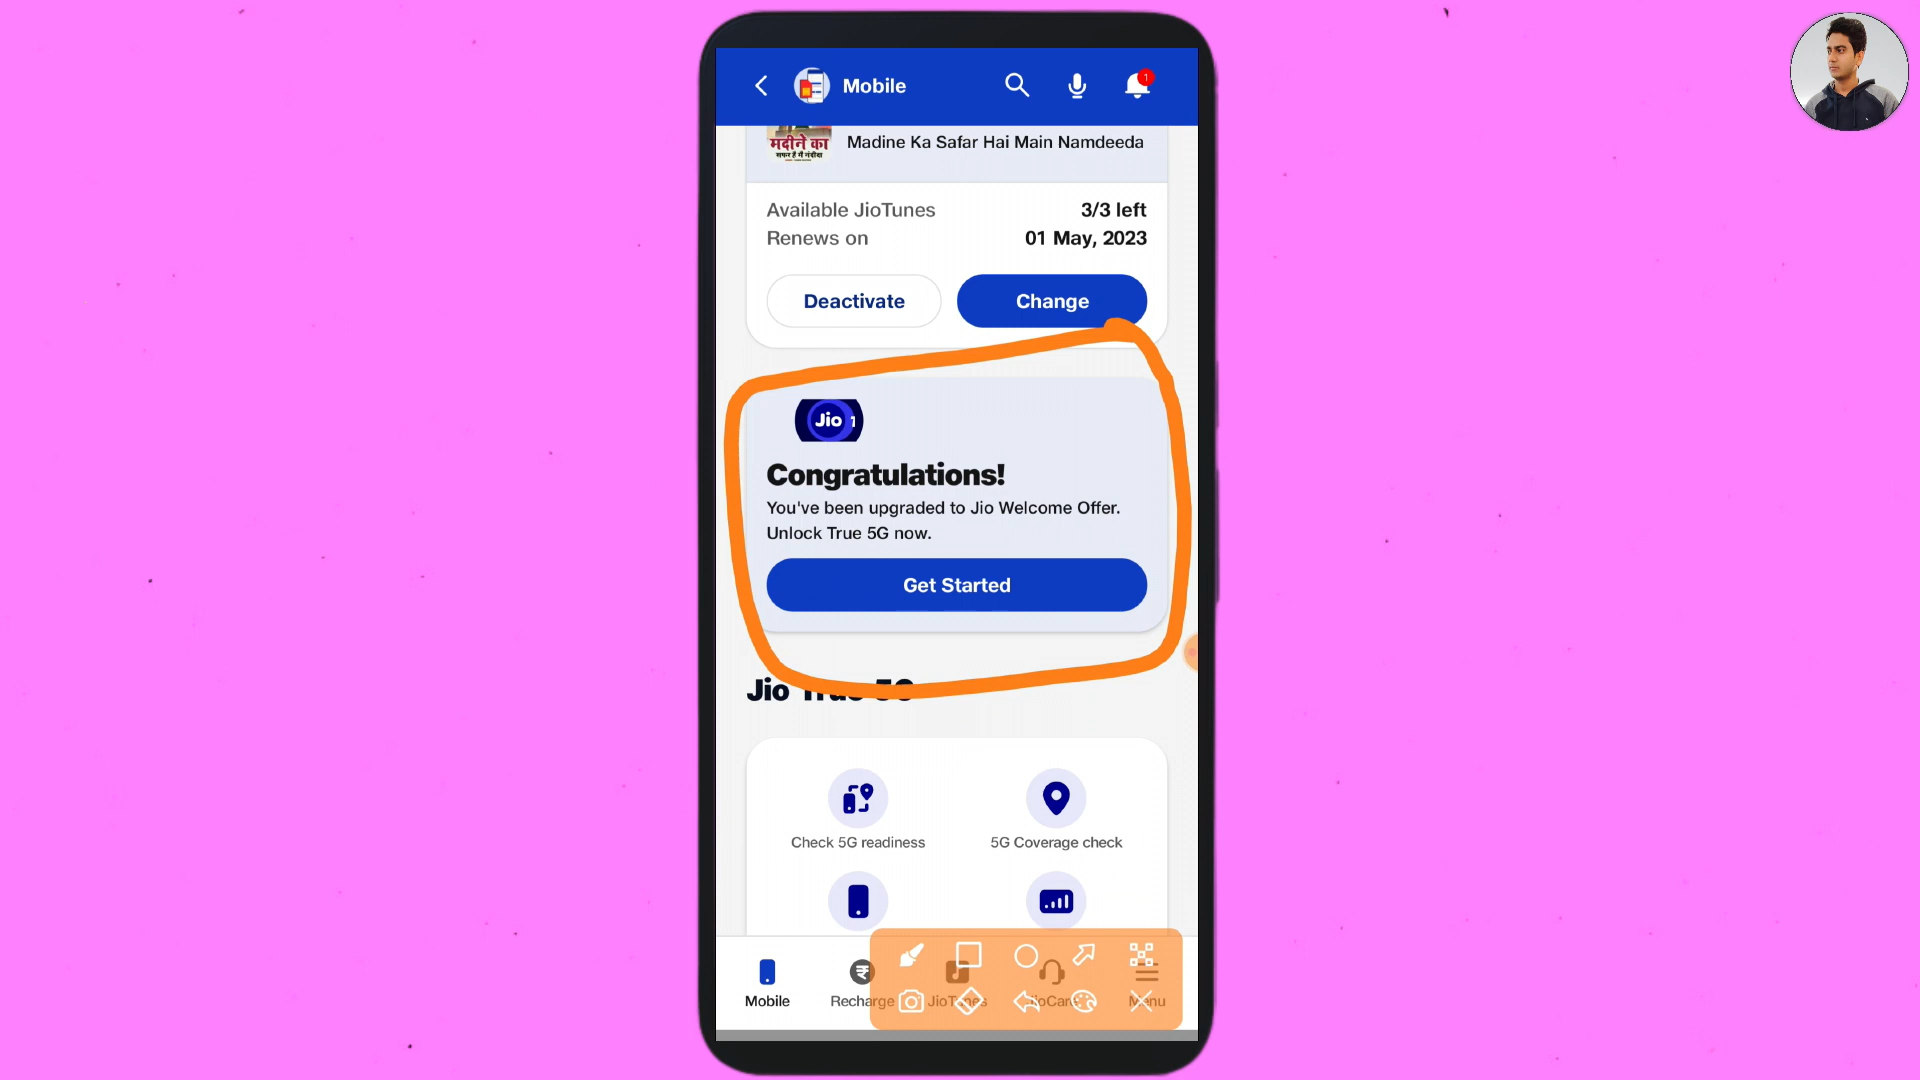 Mobile
1
मदीने का
सफर है मैं नंदीदा
Madine Ka Safar Hai Main Namdeeda
Available JioTunes 3/3 left
Renews on 01 May, 2023
Deactivate Change
Jio 1
Congratulations!
You've been upgraded to Jio Welcome Offer.
Unlock True 5G now.
Get Started
Jio True 5G
Check 5G readiness 5G Coverage check
Mobile Recharge JioTunes JioCare Menu